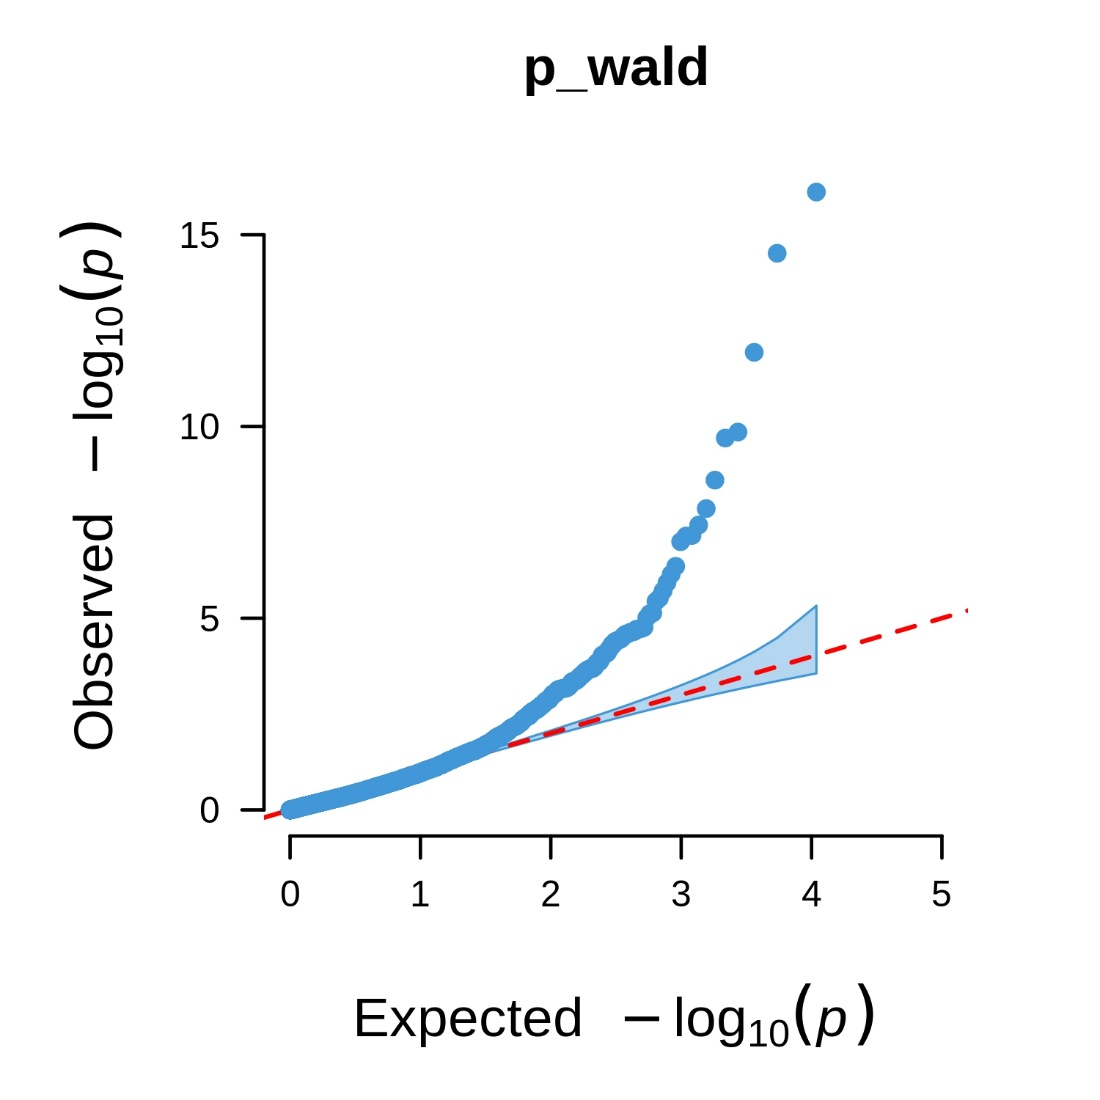 p_wald
Observed −log10(p)
15
10
5
0
0 1 2 3 4 5
Expected −log10(p)